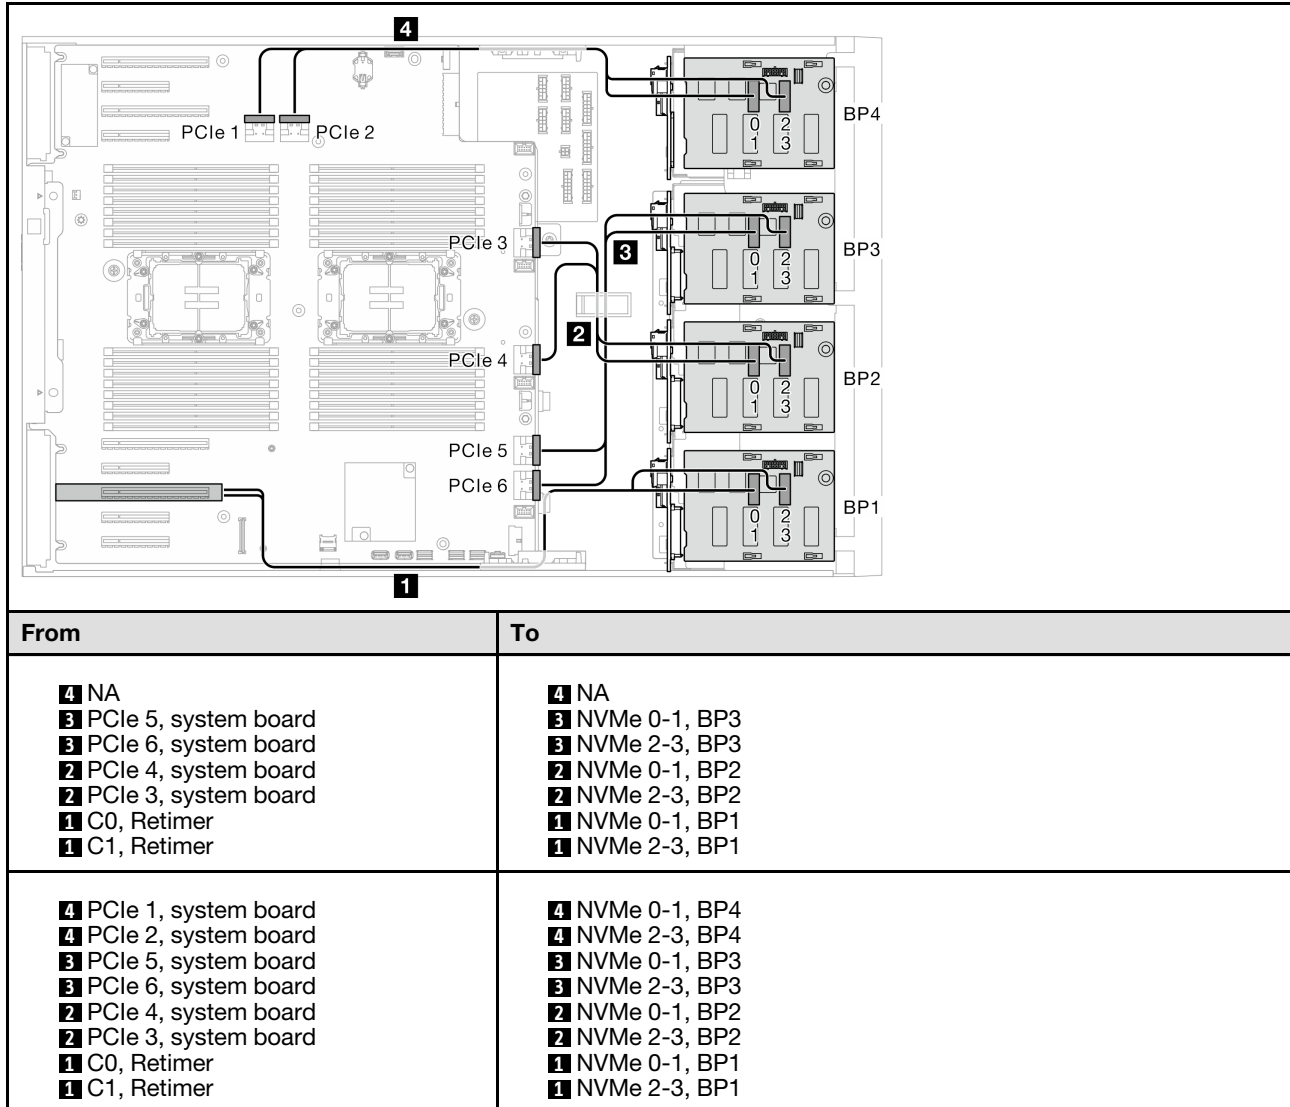 4
PCIe 1
PCIe 2
0 2
1 3
BP4
PCIe 3
3
0 2
1 3
BP3
2
PCIe 4
0 2
1 3
BP2
PCIe 5
PCIe 6
0 2
1 3
BP1
1
From To
4 NA
3 PCIe 5, system board
3 PCIe 6, system board
2 PCIe 4, system board
2 PCIe 3, system board
1 C0, Retimer
1 C1, Retimer
4 NA
3 NVMe 0-1, BP3
3 NVMe 2-3, BP3
2 NVMe 0-1, BP2
2 NVMe 2-3, BP2
1 NVMe 0-1, BP1
1 NVMe 2-3, BP1
4 PCIe 1, system board
4 PCIe 2, system board
3 PCIe 5, system board
3 PCIe 6, system board
2 PCIe 4, system board
2 PCIe 3, system board
1 C0, Retimer
1 C1, Retimer
4 NVMe 0-1, BP4
4 NVMe 2-3, BP4
3 NVMe 0-1, BP3
3 NVMe 2-3, BP3
2 NVMe 0-1, BP2
2 NVMe 2-3, BP2
1 NVMe 0-1, BP1
1 NVMe 2-3, BP1